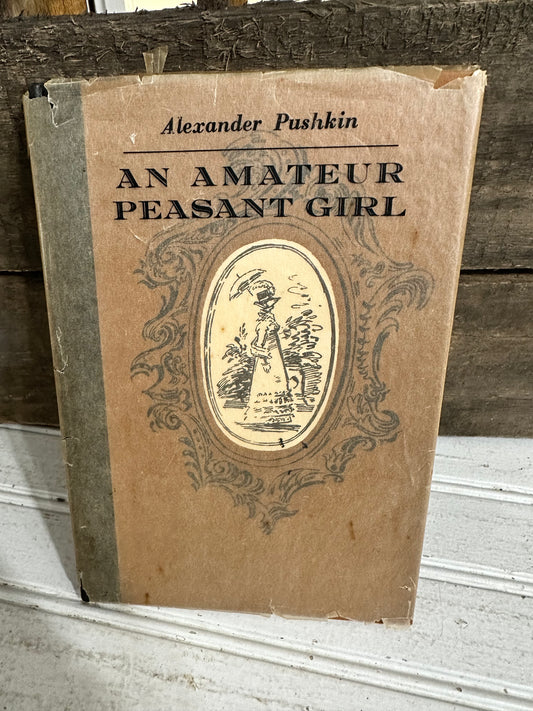 Alexander Pushkin
AN AMATEUR
PEASANT GIRL